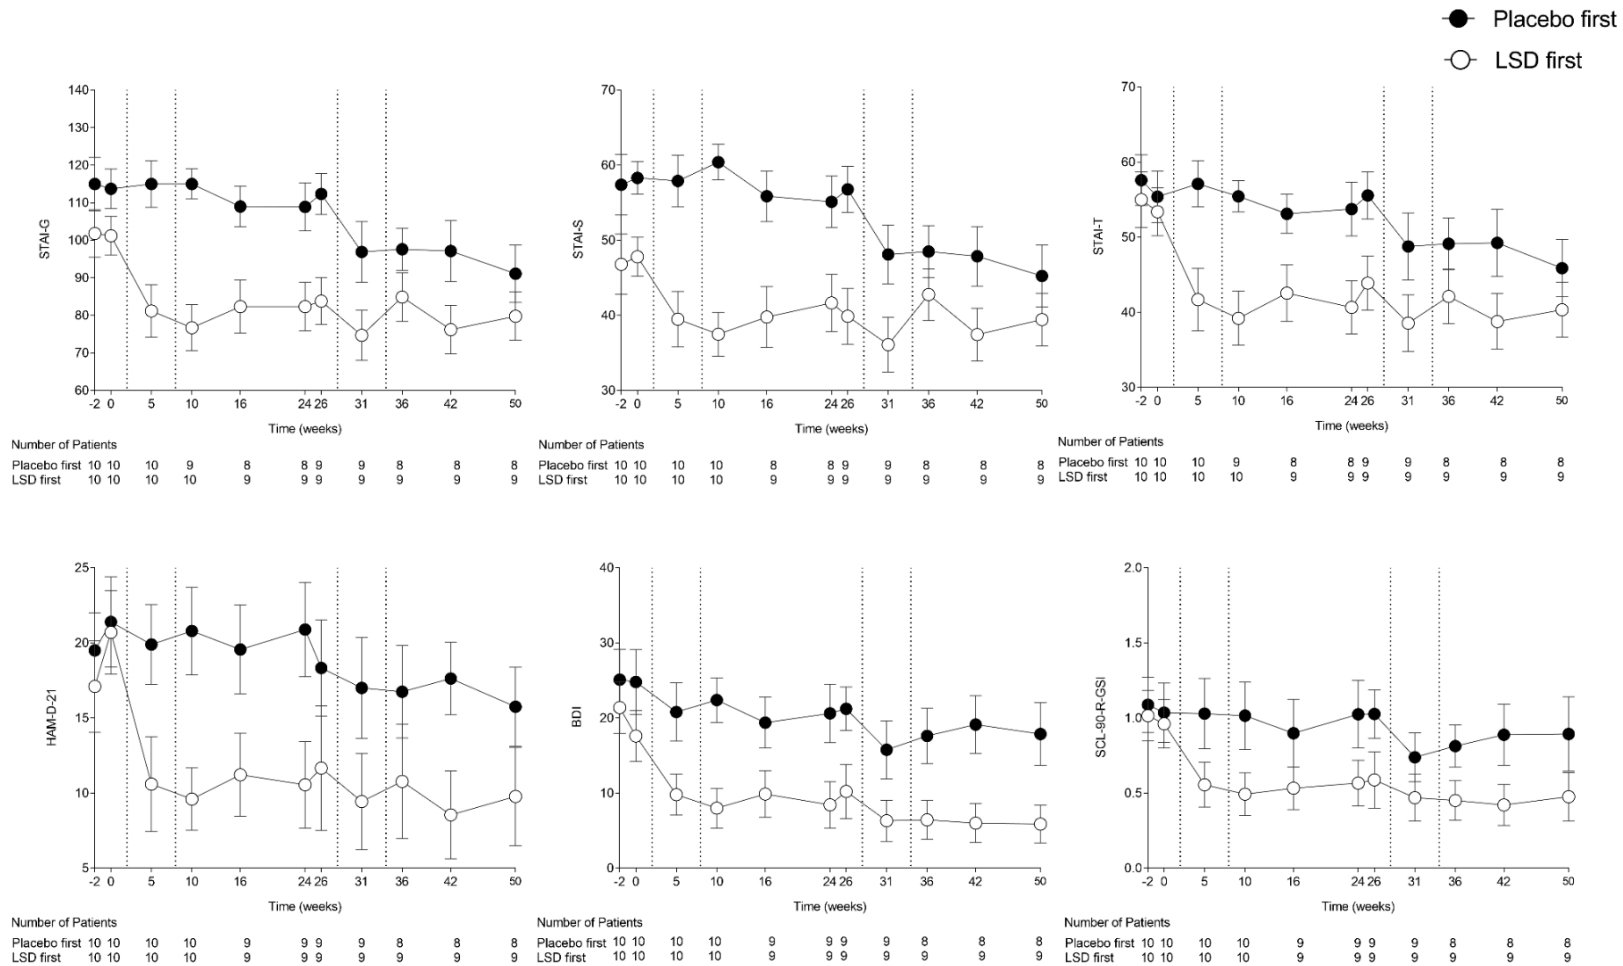 Placebo first
LSD first
140
130
120
110
100
90
80
70
60
STAI-G
-2 0 5 10 16 24 26 31 36 42 50
Time (weeks)
Number of Patients
Placebo first 10 10 10 9 8 8 9 9 8 8 8
LSD first 10 10 10 10 9 9 9 9 9 9 9
70
60
50
40
30
STAI-S
-2 0 5 10 16 24 26 31 36 42 50
Time (weeks)
Number of Patients
Placebo first 10 10 10 10 8 8 9 9 8 8 8
LSD first 10 10 10 10 9 9 9 9 9 9 9
70
60
50
40
30
STAI-T
-2 0 5 10 16 24 26 31 36 42 50
Time (weeks)
Number of Patients
Placebo first 10 10 10 9 8 8 9 9 8 8 8
LSD first 10 10 10 10 9 9 9 9 9 9 9
25
20
15
10
5
HAM-D-21
-2 0 5 10 16 24 26 31 36 42 50
Time (weeks)
Number of Patients
Placebo first 10 10 10 10 9 9 9 9 8 8 8
LSD first 10 10 10 10 9 9 9 9 9 9 9
40
30
20
10
0
BDI
-2 0 5 10 16 24 26 31 36 42 50
Time (weeks)
Number of Patients
Placebo first 10 10 10 10 9 9 9 9 8 8 8
LSD first 10 10 10 10 9 9 9 9 9 9 9
2.0
1.5
1.0
0.5
0.0
SCL-90-R-GSI
-2 0 5 10 16 24 26 31 36 42 50
Time (weeks)
Number of Patients
Placebo first 10 10 10 10 9 9 9 9 8 8 8
LSD first 10 10 10 10 9 9 9 9 9 9 9